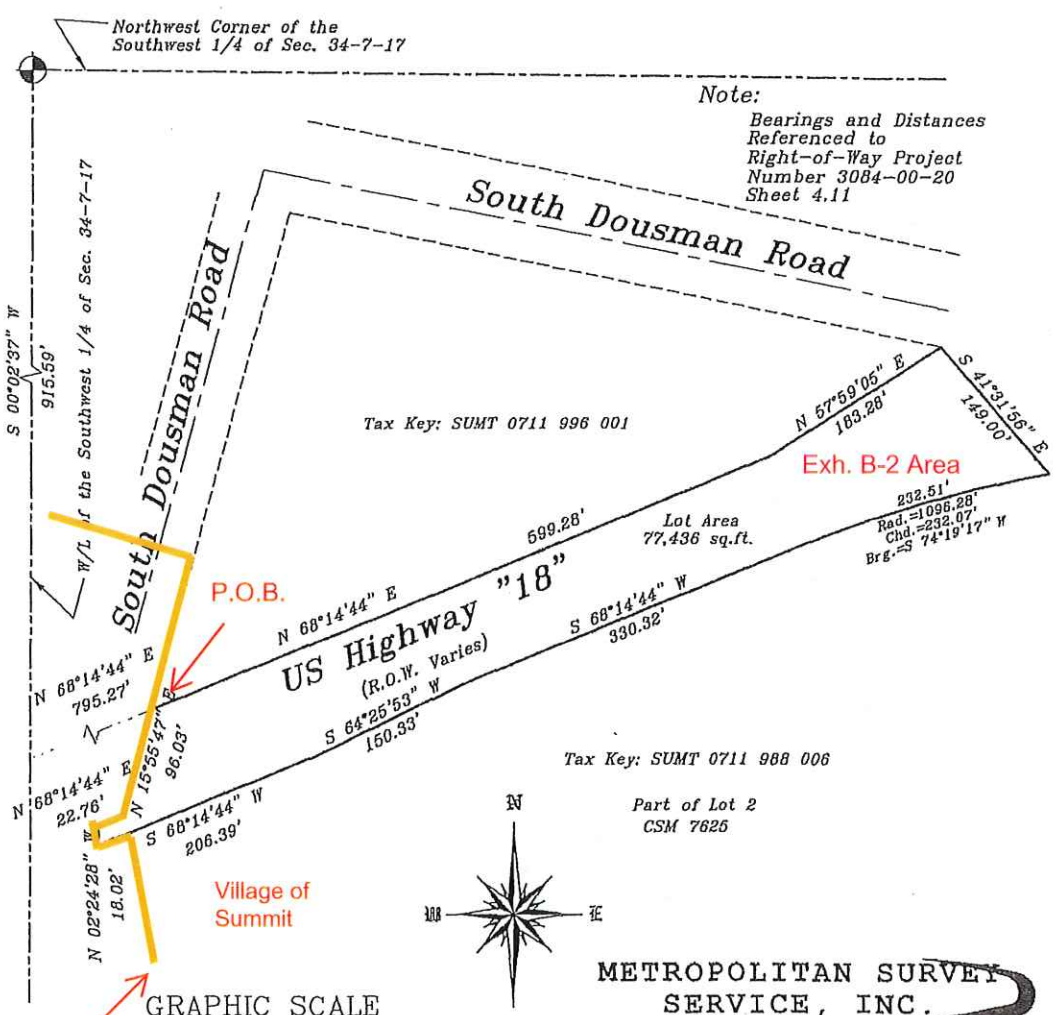 Northwest Corner of the
Southwest 1/4 of Sec. 34-7-17
Note:
Bearings and Distances
Referenced to
Right-of-Way Project
Number 3084-00-20
Sheet 4.11
S 00°02'37" W
915.59'
W/L of the Southwest 1/4 of Sec. 34-7-17
South Dousman Road
South Dousman Road
Tax Key: SUMT 0711 996 001
N 57°59'05" E
183.28'
S 41°31'56" E
149.00'
Exh. B-2 Area
232.51'
Rad.=1096.28'
Chd.=232.07'
Brg.=S 74°19'17" W
599.28'
Lot Area
77,436 sq.ft.
P.O.B.
N 68°14'44" E
US Highway "18"
(R.O.W. Varies)
S 68°14'44" W
330.32'
N 68°14'44" E
795.27'
N 15°55'47" E
96.03'
S 64°25'53" W
150.33'
Tax Key: SUMT 0711 988 006
N 68°14'44" E
22.76'
S 68°14'44" W
206.39'
Part of Lot 2
CSM 7625
N 02°24'28" W
18.02'
Village of
Summit
N
W
E
METROPOLITAN SURVEY
SERVICE, INC.
GRAPHIC SCALE